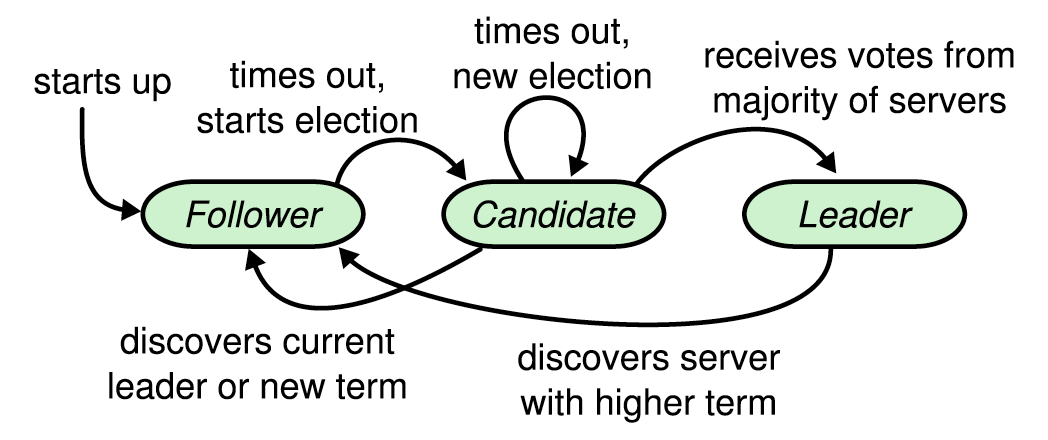 starts up
times out,
starts election
times out,
new election
receives votes from
majority of servers
Follower
Candidate
Leader
discovers current
leader or new term
discovers server
with higher term